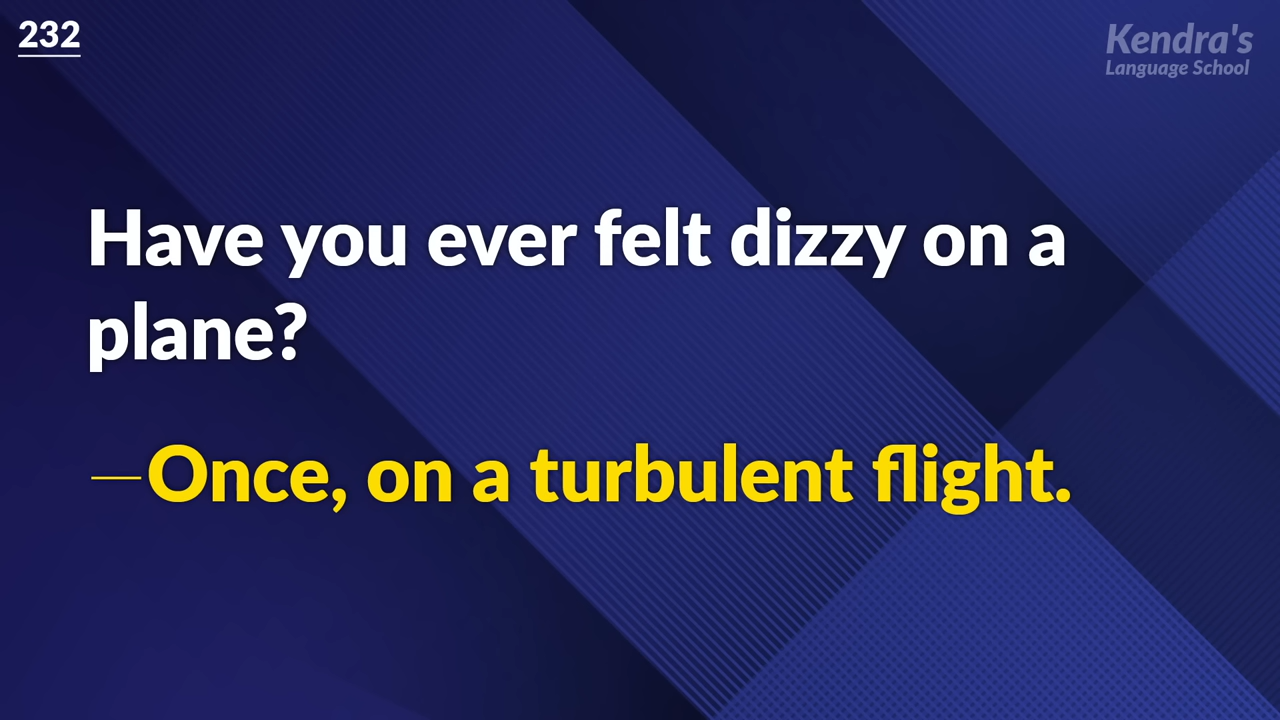 232
Kendra's
Language School
Have you ever felt dizzy on a
plane?
—Once, on a turbulent flight.